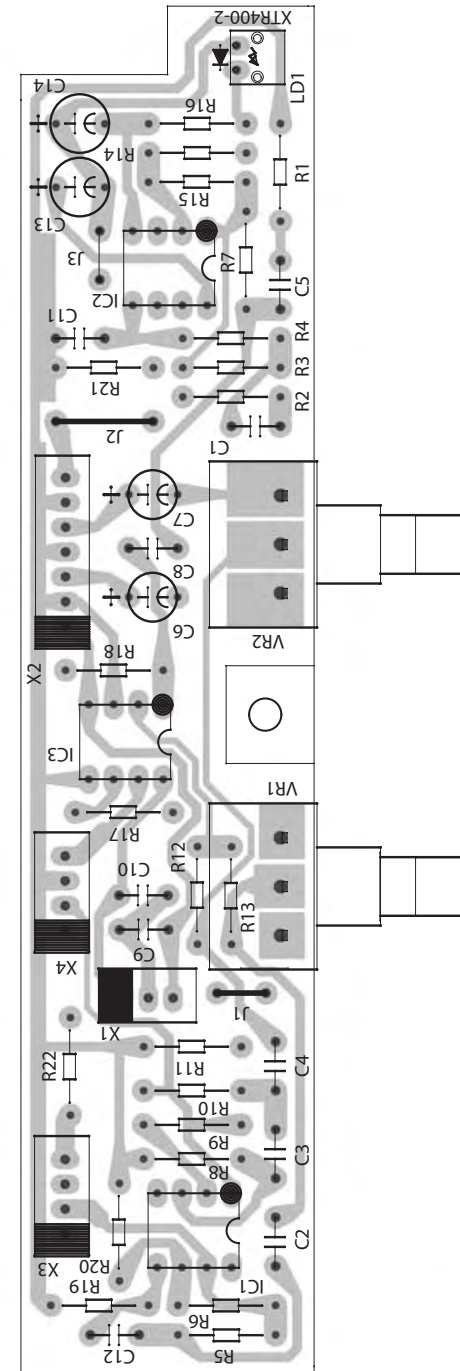 XTR400-2
LD1
C14
R16
R14
R15
R1
C13
J3
IC2
R7
C5
C11
R4
R3
R21
R2
J2
C1
C7
C8
C6
VR2
X2
R18
IC3
VR1
R17
R12
C10
R13
C9
X4
X1
J1
R22
R11
C4
R10
R9
C3
R8
X3
R20
C2
R19
IC1
R6
C12
R5